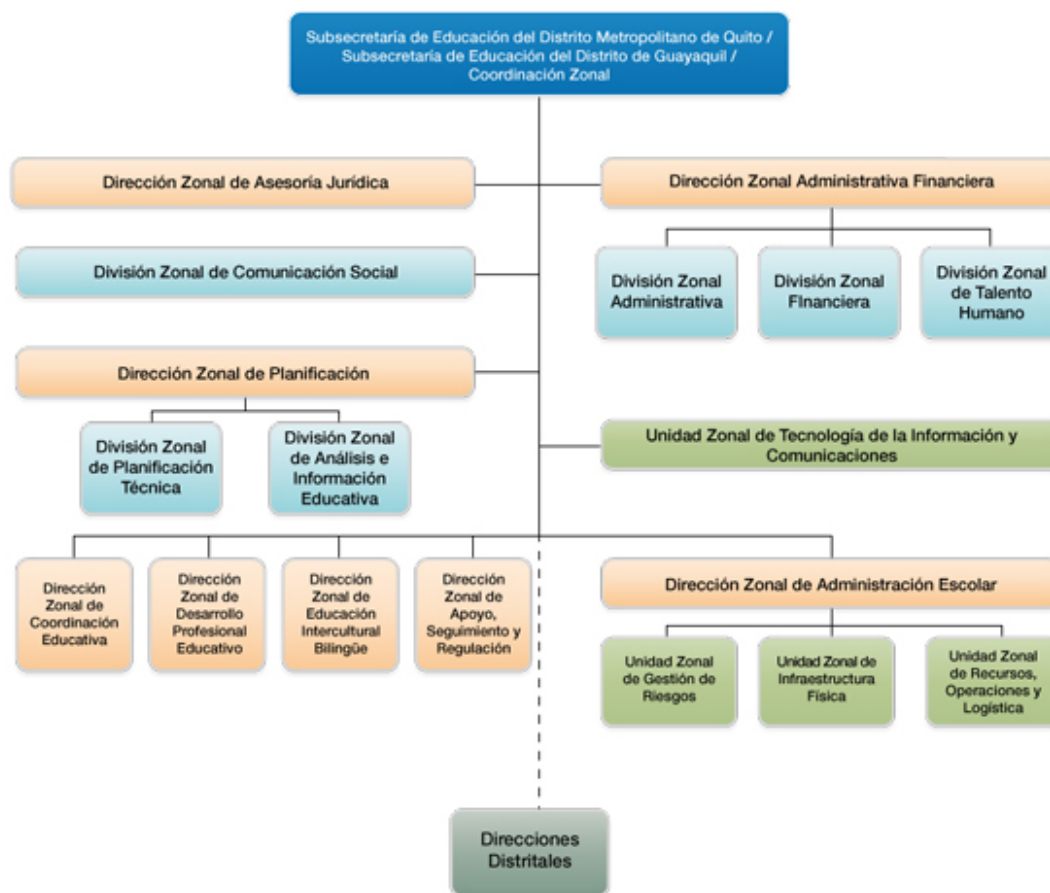 Subsecretaría de Educación del Distrito Metropolitano de Quito /
Subsecretaría de Educación del Distrito de Guayaquil /
Coordinación Zonal
Dirección Zonal de Asesoría Jurídica
Dirección Zonal Administrativa Financiera
División Zonal de Comunicación Social
División Zonal
Administrativa
División Zonal
FInanciera
División Zonal
de Talento
Humano
Dirección Zonal de Planificación
División Zonal
de Planificación
Técnica
División Zonal
de Análisis e
Información
Educativa
Unidad Zonal de Tecnología de la Información y
Comunicaciones
Dirección
Zonal de
Coordinación
Educativa
Dirección
Zonal de
Desarrollo
Profesional
Educativo
Dirección
Zonal de
Educación
Intercultural
Bilingüe
Dirección
Zonal de
Apoyo,
Seguimiento y
Regulación
Dirección Zonal de Administración Escolar
Unidad Zonal
de Gestión de
Riesgos
Unidad Zonal de
Infraestructura
Física
Unidad Zonal
de Recursos,
Operaciones y
Logística
Direcciones
Distritales